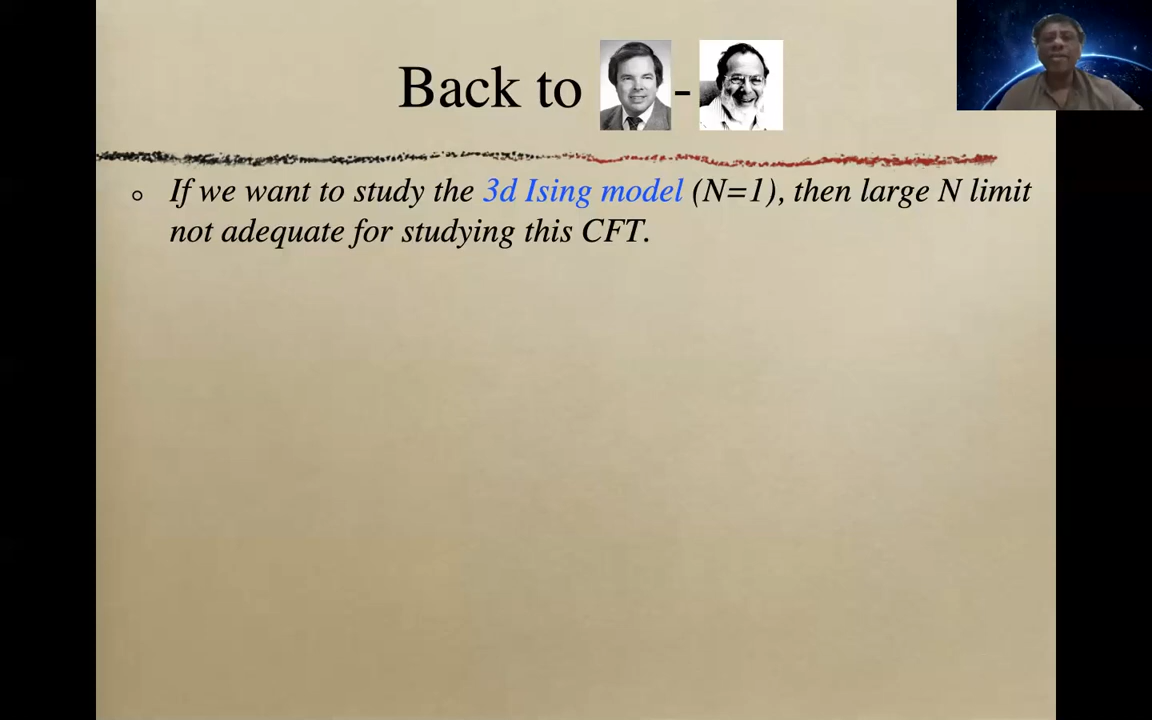 Back to -
If we want to study the 3d Ising model (N=1), then large N limit
not adequate for studying this CFT.